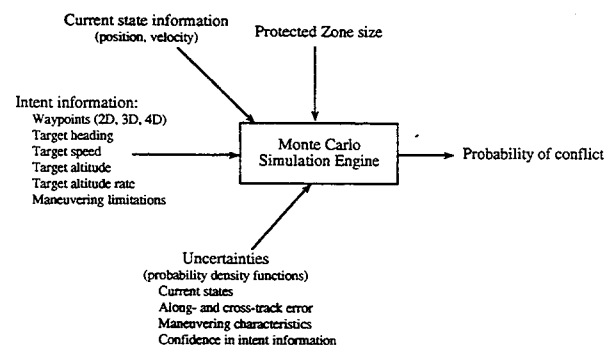 Current state information
(position, velocity)
Protected Zone size
Intent information:
Waypoints (2D, 3D, 4D)
Target heading
Target speed
Target altitude
Target altitude rate
Maneuvering limitations
Monte Carlo
Simulation Engine
Probability of conflict
Uncertainties
(probability density functions)
Current states
Along- and cross-track error
Maneuvering characteristics
Confidence in intent information